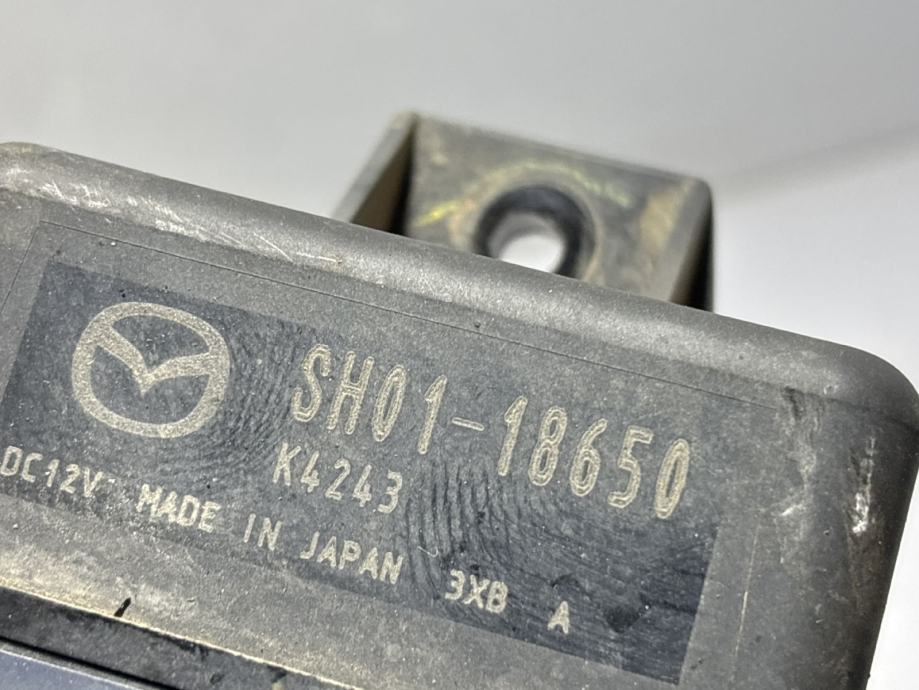 SH01-18650
K4243
DC12V MADE IN JAPAN 3XB A